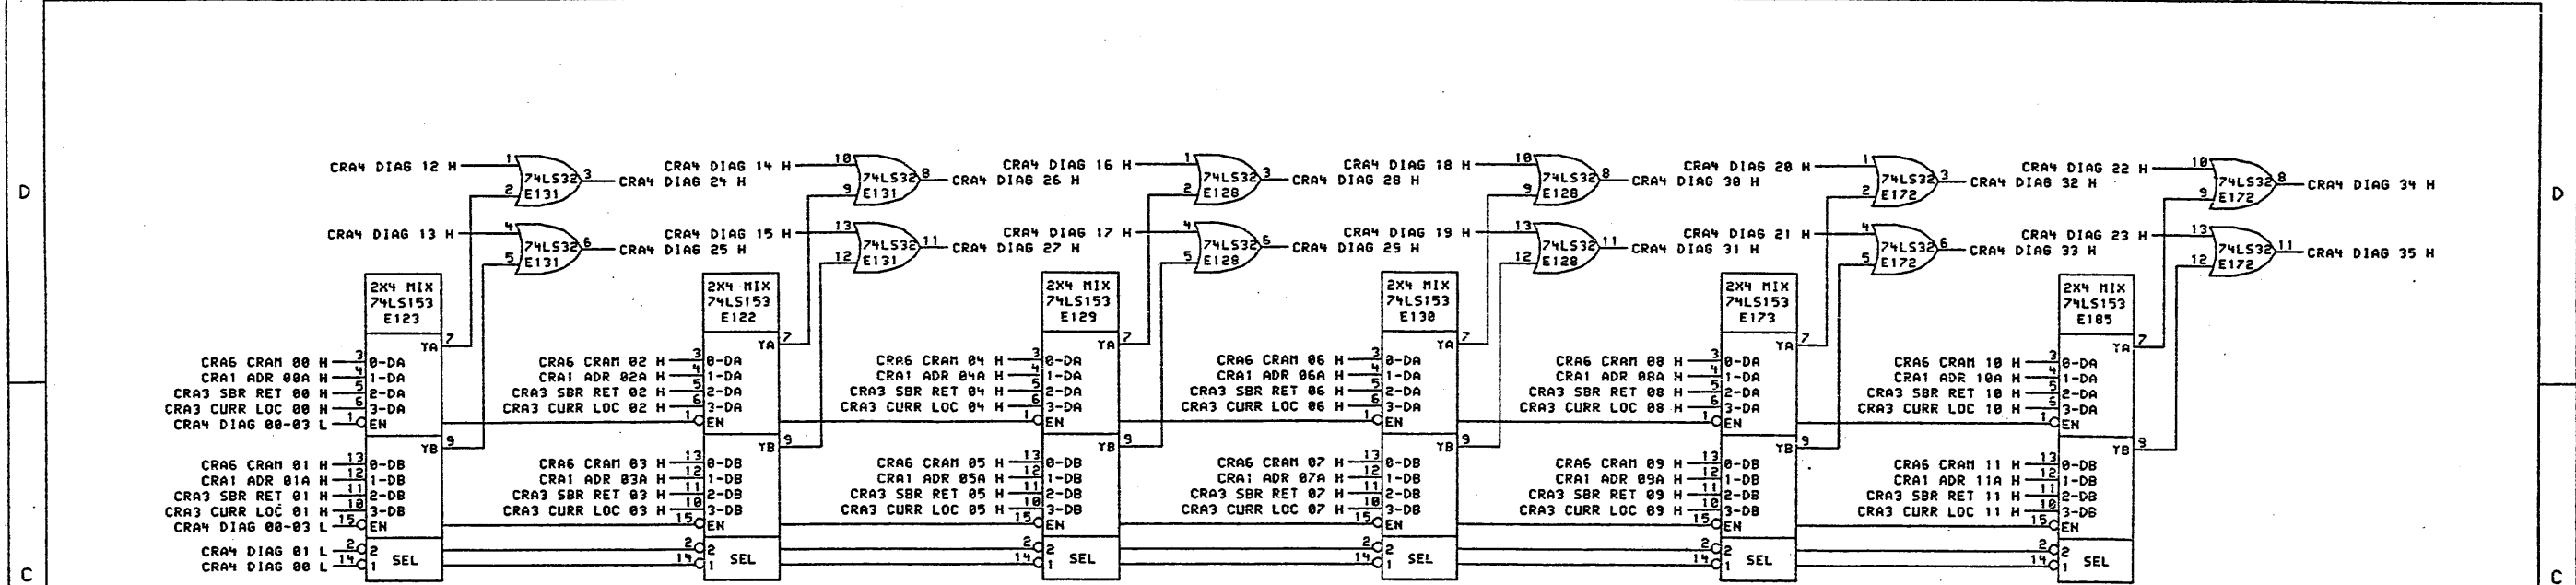 CRA4 DIAG 12 H 1 2 74LS32 E131 3 CRA4 DIAG 24 H
CRA4 DIAG 14 H 10 9 74LS32 E131 8 CRA4 DIAG 26 H
CRA4 DIAG 16 H 1 2 74LS32 E128 3 CRA4 DIAG 28 H
CRA4 DIAG 18 H 10 9 74LS32 E128 8 CRA4 DIAG 30 H
CRA4 DIAG 20 H 1 2 74LS32 E172 3 CRA4 DIAG 32 H
CRA4 DIAG 22 H 10 9 74LS32 E172 8 CRA4 DIAG 34 H
D
D
CRA4 DIAG 13 H 4 5 74LS32 E131 6 CRA4 DIAG 25 H
CRA4 DIAG 15 H 13 12 74LS32 E131 11 CRA4 DIAG 27 H
CRA4 DIAG 17 H 4 5 74LS32 E128 6 CRA4 DIAG 29 H
CRA4 DIAG 19 H 13 12 74LS32 E128 11 CRA4 DIAG 31 H
CRA4 DIAG 21 H 4 5 74LS32 E172 6 CRA4 DIAG 33 H
CRA4 DIAG 23 H 13 12 74LS32 E172 11 CRA4 DIAG 35 H
2X4 MIX
74LS153
E123
YA 7
CRA6 CRAM 00 H 3 0-DA
CRA1 ADR 00A H 4 1-DA
CRA3 SBR RET 00 H 5 2-DA
CRA3 CURR LOC 00 H 6 3-DA
CRA4 DIAG 00-03 L 1 EN
YB 9
CRA6 CRAM 01 H 13 0-DB
CRA1 ADR 01A H 12 1-DB
CRA3 SBR RET 01 H 11 2-DB
CRA3 CURR LOC 01 H 10 3-DB
CRA4 DIAG 00-03 L 15 EN
CRA4 DIAG 01 L 2 2
CRA4 DIAG 00 L 14 1 SEL
2X4 MIX
74LS153
E122
YA 7
CRA6 CRAM 02 H 3 0-DA
CRA1 ADR 02A H 4 1-DA
CRA3 SBR RET 02 H 5 2-DA
CRA3 CURR LOC 02 H 6 3-DA
1 EN
YB 9
CRA6 CRAM 03 H 13 0-DB
CRA1 ADR 03A H 12 1-DB
CRA3 SBR RET 03 H 11 2-DB
CRA3 CURR LOC 03 H 10 3-DB
15 EN
2 2
14 1 SEL
2X4 MIX
74LS153
E129
YA 7
CRA6 CRAM 04 H 3 0-DA
CRA1 ADR 04A H 4 1-DA
CRA3 SBR RET 04 H 5 2-DA
CRA3 CURR LOC 04 H 6 3-DA
1 EN
YB 9
CRA6 CRAM 05 H 13 0-DB
CRA1 ADR 05A H 12 1-DB
CRA3 SBR RET 05 H 11 2-DB
CRA3 CURR LOC 05 H 10 3-DB
15 EN
2 2
14 1 SEL
2X4 MIX
74LS153
E130
YA 7
CRA6 CRAM 06 H 3 0-DA
CRA1 ADR 06A H 4 1-DA
CRA3 SBR RET 06 H 5 2-DA
CRA3 CURR LOC 06 H 6 3-DA
1 EN
YB 9
CRA6 CRAM 07 H 13 0-DB
CRA1 ADR 07A H 12 1-DB
CRA3 SBR RET 07 H 11 2-DB
CRA3 CURR LOC 07 H 10 3-DB
15 EN
2 2
14 1 SEL
2X4 MIX
74LS153
E173
YA 7
CRA6 CRAM 08 H 3 0-DA
CRA1 ADR 08A H 4 1-DA
CRA3 SBR RET 08 H 5 2-DA
CRA3 CURR LOC 08 H 6 3-DA
1 EN
YB 9
CRA6 CRAM 09 H 13 0-DB
CRA1 ADR 09A H 12 1-DB
CRA3 SBR RET 09 H 11 2-DB
CRA3 CURR LOC 09 H 10 3-DB
15 EN
2 2
14 1 SEL
2X4 MIX
74LS153
E185
YA 7
CRA6 CRAM 10 H 3 0-DA
CRA1 ADR 10A H 4 1-DA
CRA3 SBR RET 10 H 5 2-DA
CRA3 CURR LOC 10 H 6 3-DA
1 EN
YB 9
CRA6 CRAM 11 H 13 0-DB
CRA1 ADR 11A H 12 1-DB
CRA3 SBR RET 11 H 11 2-DB
CRA3 CURR LOC 11 H 10 3-DB
15 EN
2 2
14 1 SEL
C
C